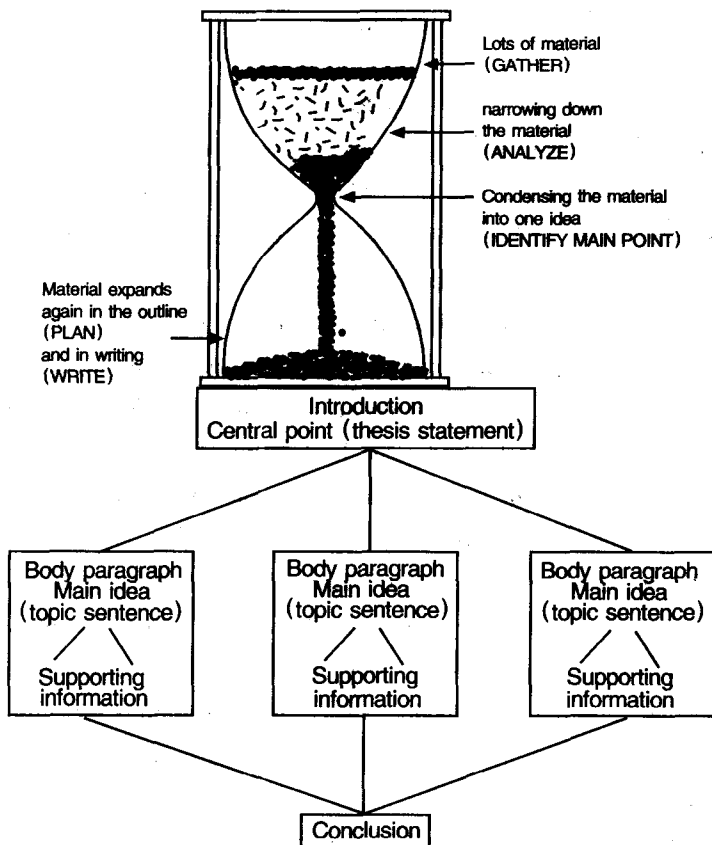 Lots of material
(GATHER)
narrowing down
the material
(ANALYZE)
Condensing the material
into one idea
(IDENTIFY MAIN POINT)
Material expands
again in the outline
(PLAN)
and in writing
(WRITE)
Introduction
Central point (thesis statement)
Body paragraph
Main idea
(topic sentence)
Supporting
information
Body paragraph
Main idea
(topic sentence)
Supporting
information
Body paragraph
Main idea
(topic sentence)
Supporting
information
Conclusion